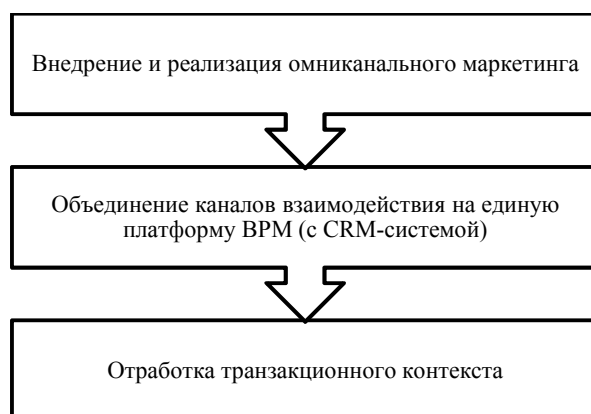 Внедрение и реализация омниканального маркетинга
Объединение каналов взаимодействия на единую
платформу BPM (с CRM-системой)
Отработка транзакционного контекста